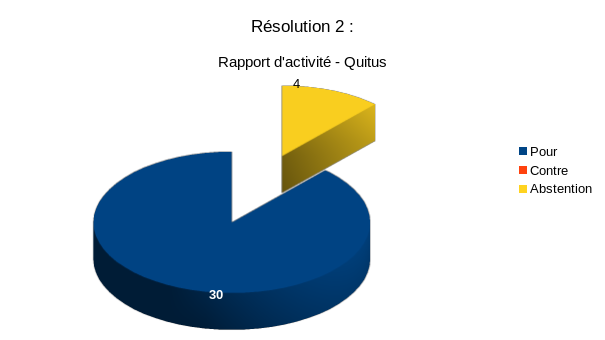 Résolution 2 :
Rapport d'activité - Quitus
4
Pour
Contre
Abstention
30